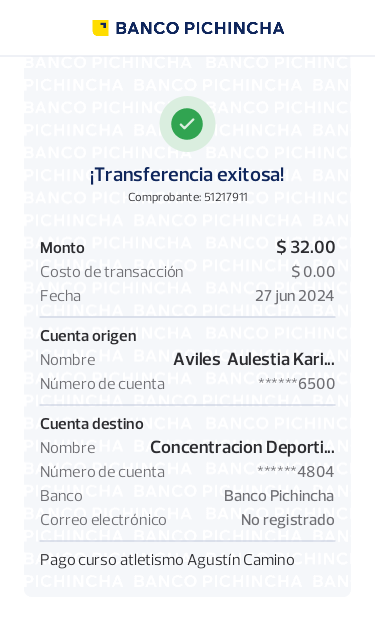 BANCO PICHINCHA
¡Transferencia exitosa!
Comprobante: 51217911
Monto $ 32.00
Costo de transacción $ 0.00
Fecha 27 jun 2024
Cuenta origen
Nombre Aviles Aulestia Kari...
Número de cuenta ******6500
Cuenta destino
Nombre Concentracion Deporti...
Número de cuenta ******4804
Banco Banco Pichincha
Correo electrónico No registrado
Pago curso atletismo Agustín Camino